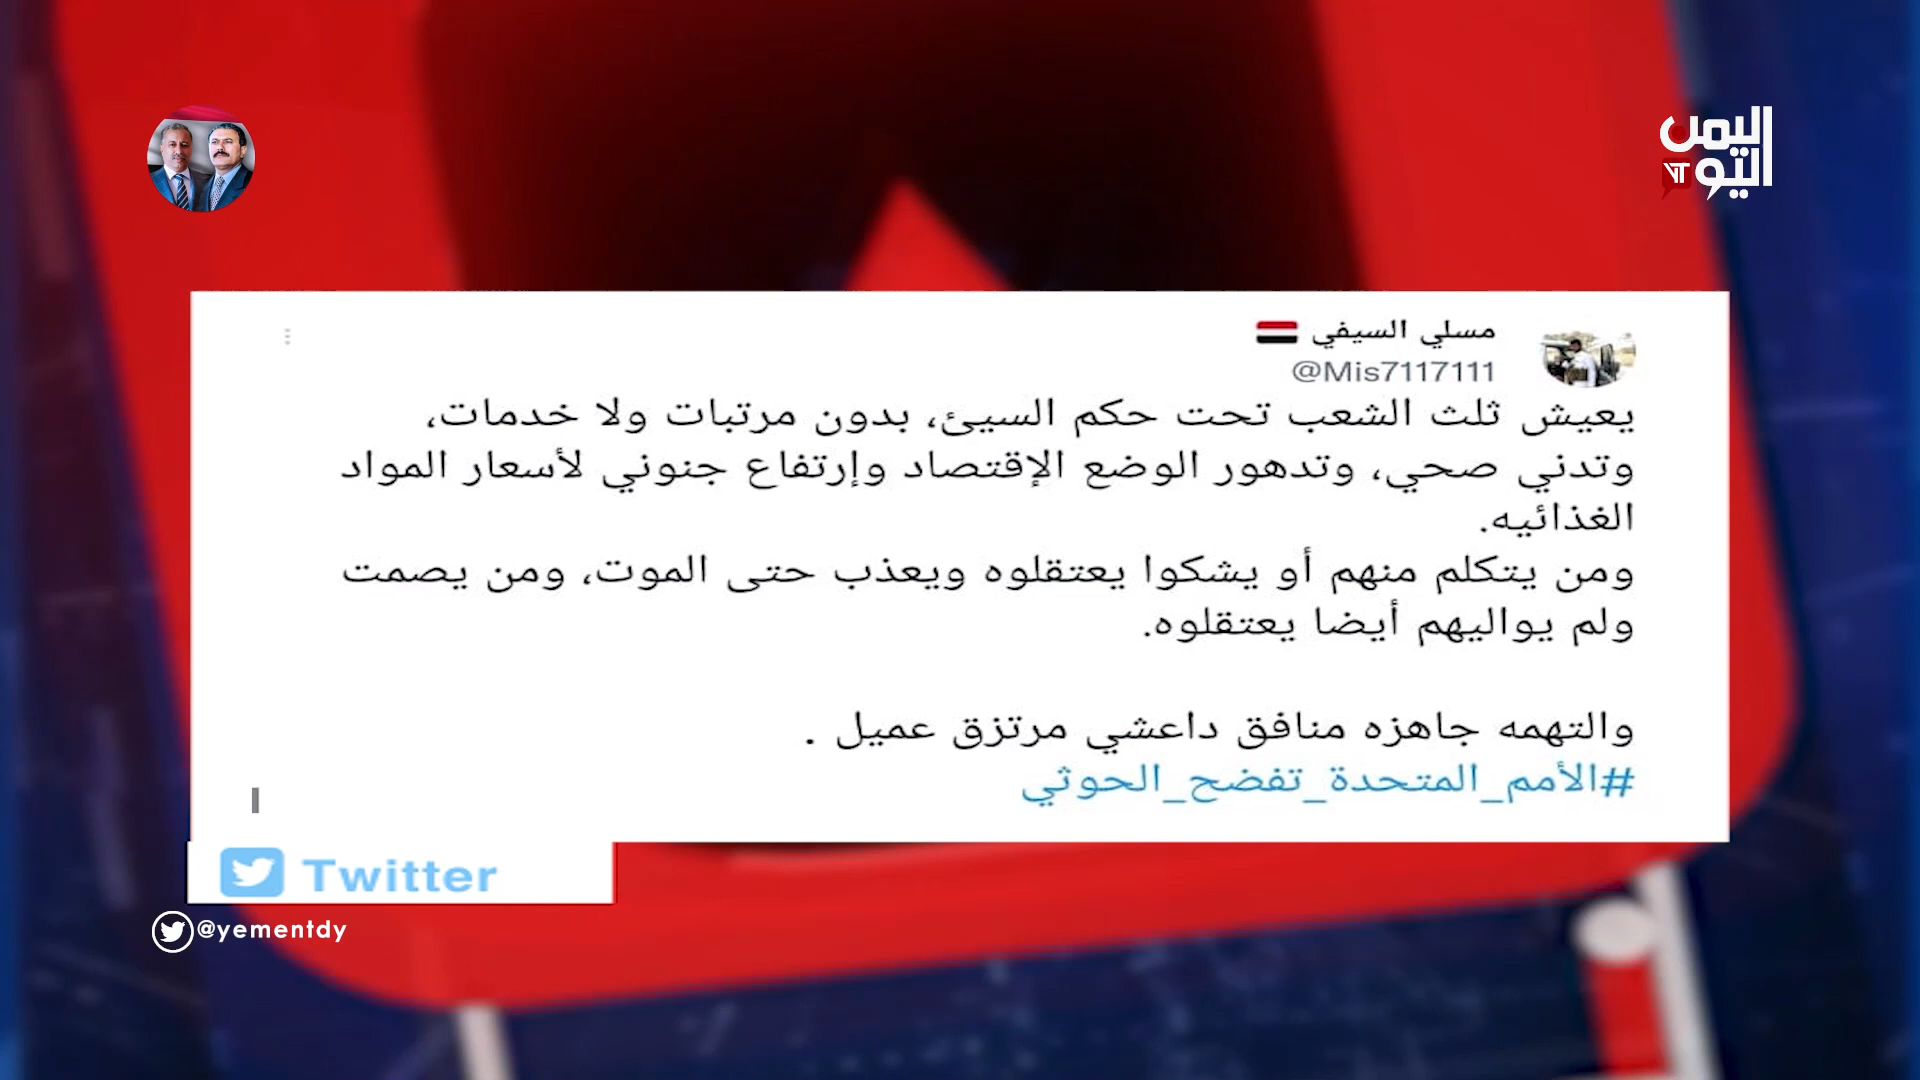 اليمن
اليوم
YT
مسلي السيفي
@Mis7117111
يعيش ثلث الشعب تحت حكم السيئ، بدون مرتبات ولا خدمات،
وتدني صحي، وتدهور الوضع الإقتصاد وإرتفاع جنوني لأسعار المواد
الغذائيه.
ومن يتكلم منهم أو يشكوا يعتقلوه ويعذب حتى الموت، ومن يصمت
ولم يواليهم أيضا يعتقلوه.
والتهمه جاهزه منافق داعشي مرتزق عميل .
#الأمم_المتحدة_تفضح_الحوثي
Twitter
@yementdy